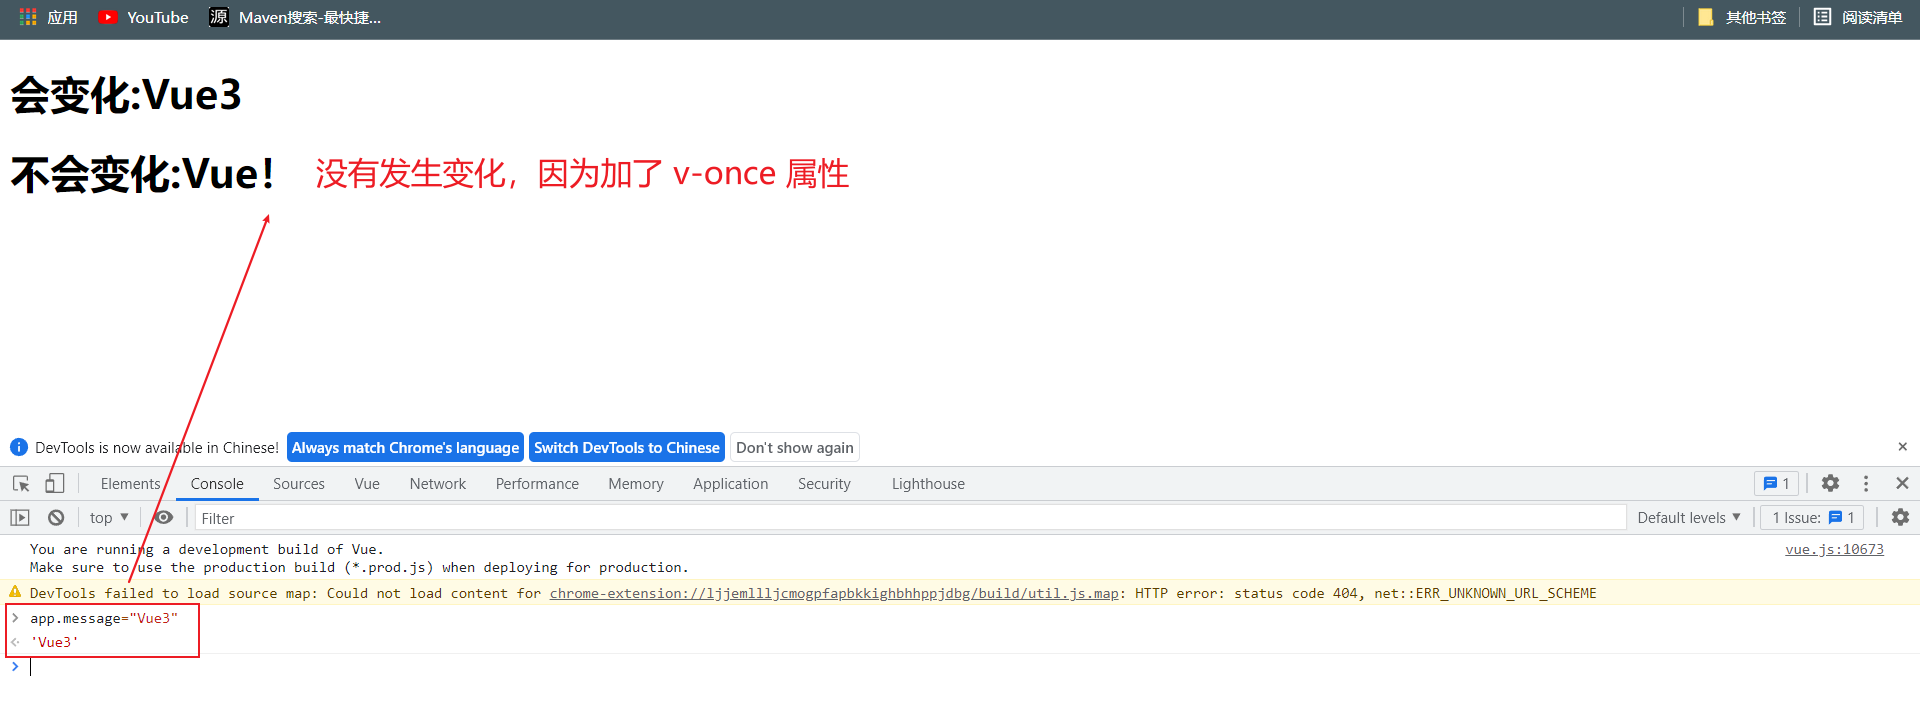 应用 YouTube 源 Maven搜索-最快捷... 其他书签 阅读清单
会变化:Vue3
不会变化:Vue! 没有发生变化，因为加了 v-once 属性
DevTools is now available in Chinese! Always match Chrome's language Switch DevTools to Chinese Don't show again
Elements Console Sources Vue Network Performance Memory Application Security Lighthouse 1
top Filter Default levels 1 Issue: 1
You are running a development build of Vue. vue.js:10673
Make sure to use the production build (*.prod.js) when deploying for production.
DevTools failed to load source map: Could not load content for chrome-extension://ljjemllljcmogpfapbkkighbhhppjdbg/build/util.js.map: HTTP error: status code 404, net::ERR_UNKNOWN_URL_SCHEME
app.message="Vue3"
'Vue3'